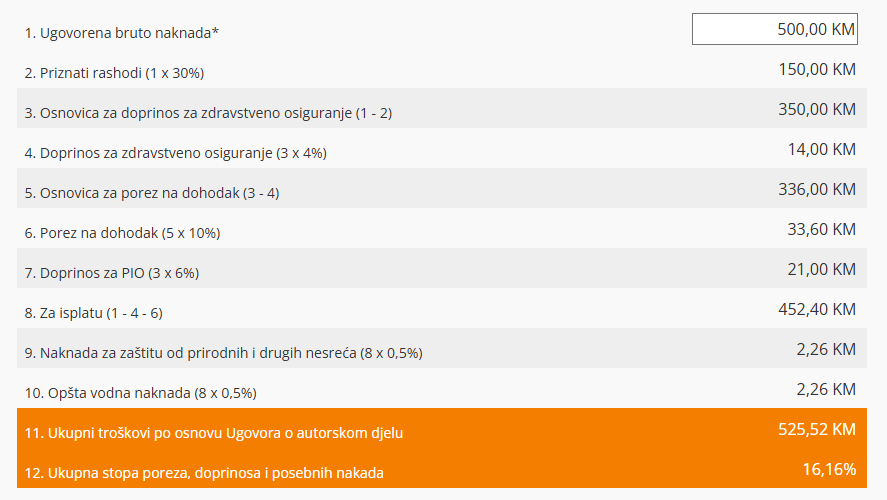 1. Ugovorena bruto naknada* 500,00 KM
2. Priznati rashodi (1 x 30%) 150,00 KM
3. Osnovica za doprinos za zdravstveno osiguranje (1 - 2) 350,00 KM
4. Doprinos za zdravstveno osiguranje (3 x 4%) 14,00 KM
5. Osnovica za porez na dohodak (3 - 4) 336,00 KM
6. Porez na dohodak (5 x 10%) 33,60 KM
7. Doprinos za PIO (3 x 6%) 21,00 KM
8. Za isplatu (1 - 4 - 6) 452,40 KM
9. Naknada za zaštitu od prirodnih i drugih nesreća (8 x 0,5%) 2,26 KM
10. Opšta vodna naknada (8 x 0,5%) 2,26 KM
11. Ukupni troškovi po osnovu Ugovora o autorskom djelu 525,52 KM
12. Ukupna stopa poreza, doprinosa i posebnih nakada 16,16%